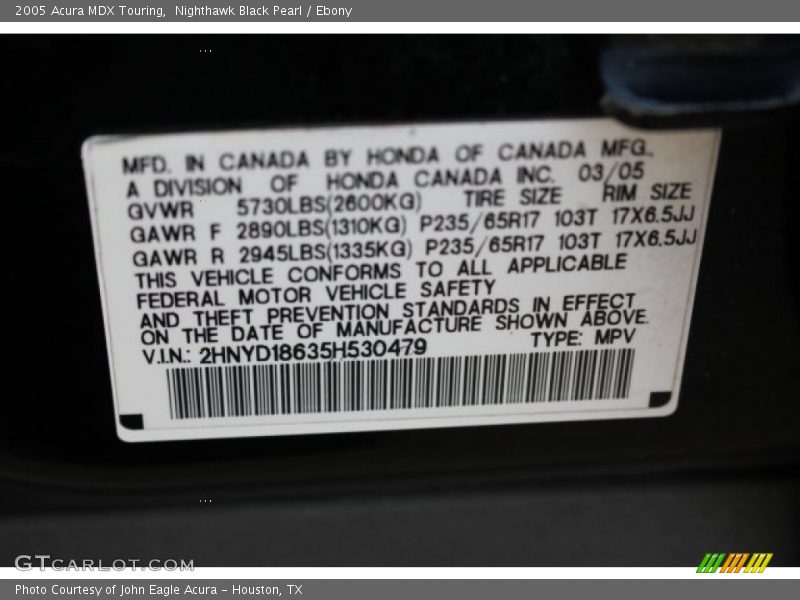 2005 Acura MDX Touring,  Nighthawk Black Pearl / Ebony
MFD. IN CANADA BY HONDA OF CANADA MFG.
A DIVISION OF HONDA CANADA INC. 03/05
GVWR 5730LBS(2600KG) TIRE SIZE RIM SIZE
GAWR F 2890LBS(1310KG) P235/65R17 103T 17X6.5JJ
GAWR R 2945LBS(1335KG) P235/65R17 103T 17X6.5JJ
THIS VEHICLE CONFORMS TO ALL APPLICABLE
FEDERAL MOTOR VEHICLE SAFETY
AND THEFT PREVENTION STANDARDS IN EFFECT
ON THE DATE OF MANUFACTURE SHOWN ABOVE.
V.I.N.: 2HNYD18635H530479 TYPE: MPV
GTCARLOT.COM
Photo Courtesy of John Eagle Acura - Houston, TX